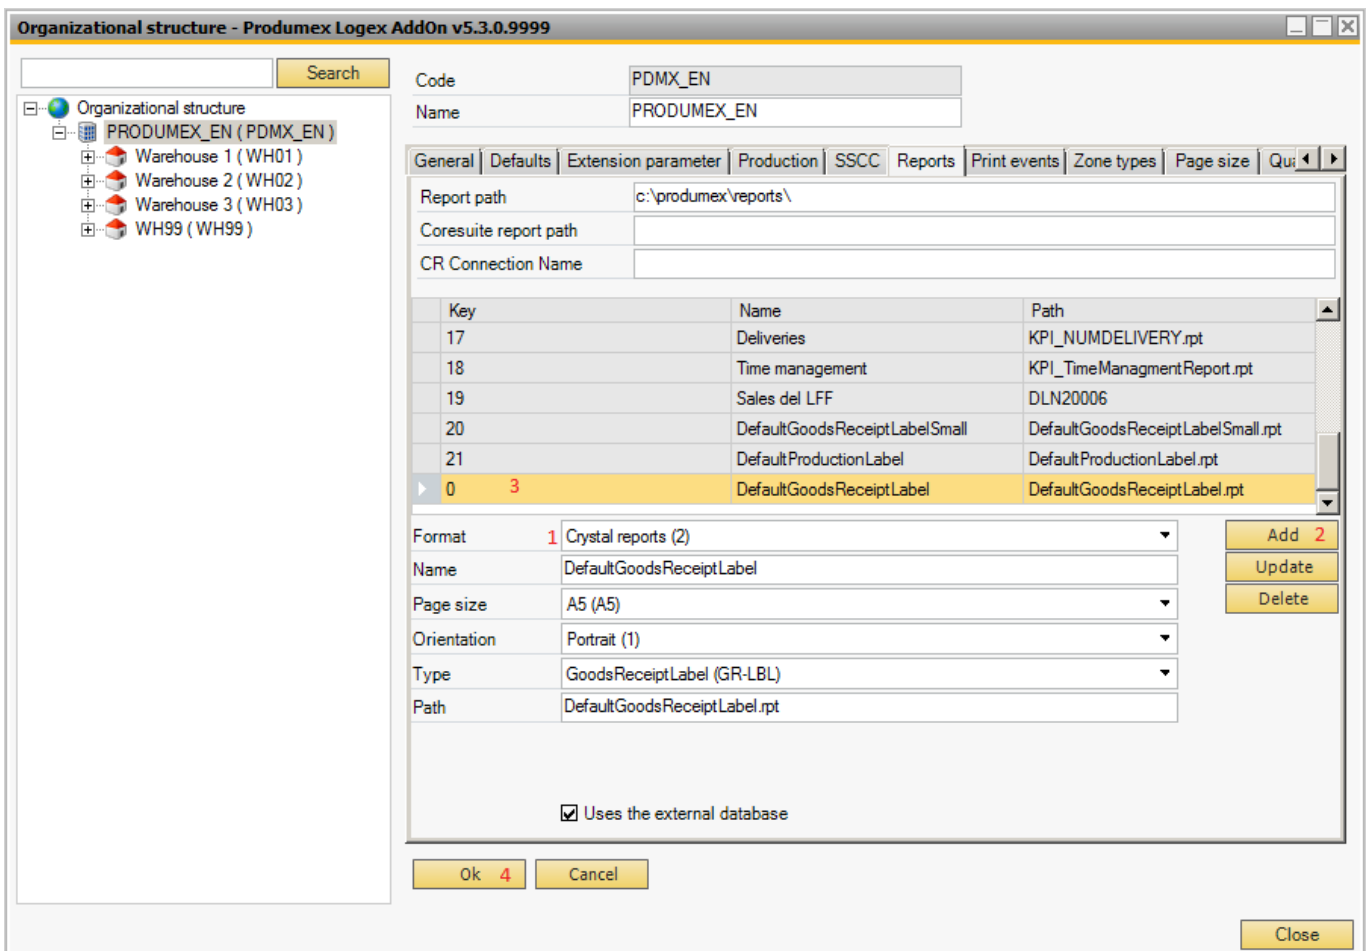 Organizational structure - Produmex Logex AddOn v5.3.0.9999
Search
Organizational structure
PRODUMEX_EN ( PDMX_EN )
Warehouse 1 ( WH01 )
Warehouse 2 ( WH02 )
Warehouse 3 ( WH03 )
WH99 ( WH99 )
Code PDMX_EN
Name PRODUMEX_EN
General Defaults Extension parameter Production SSCC Reports Print events Zone types Page size Qu
Report path c:\produmex\reports\
Coresuite report path
CR Connection Name
Key Name Path
17 Deliveries KPI_NUMDELIVERY.rpt
18 Time management KPI_TimeManagmentReport.rpt
19 Sales del LFF DLN20006
20 DefaultGoodsReceiptLabelSmall DefaultGoodsReceiptLabelSmall.rpt
21 DefaultProductionLabel DefaultProductionLabel.rpt
0 3 DefaultGoodsReceiptLabel DefaultGoodsReceiptLabel.rpt
Format 1 Crystal reports (2) Add 2
Name DefaultGoodsReceiptLabel Update
Page size A5 (A5) Delete
Orientation Portrait (1)
Type GoodsReceiptLabel (GR-LBL)
Path DefaultGoodsReceiptLabel.rpt
Uses the external database
Ok 4 Cancel
Close